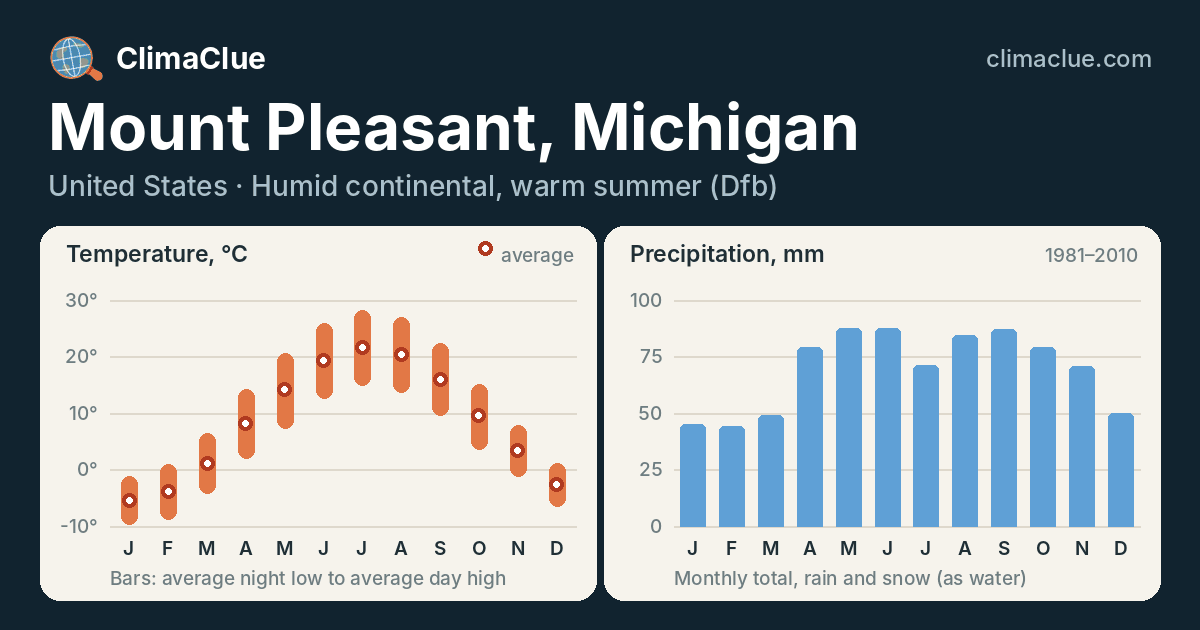 ClimaClue
climaclue.com
Mount Pleasant, Michigan
United States · Humid continental, warm summer (Dfb)
Temperature, °C
average
30°
20°
10°
0°
-10°
J F M A M J J A S O N D
Bars: average night low to average day high
Precipitation, mm
1981–2010
100
75
50
25
0
J F M A M J J A S O N D
Monthly total, rain and snow (as water)